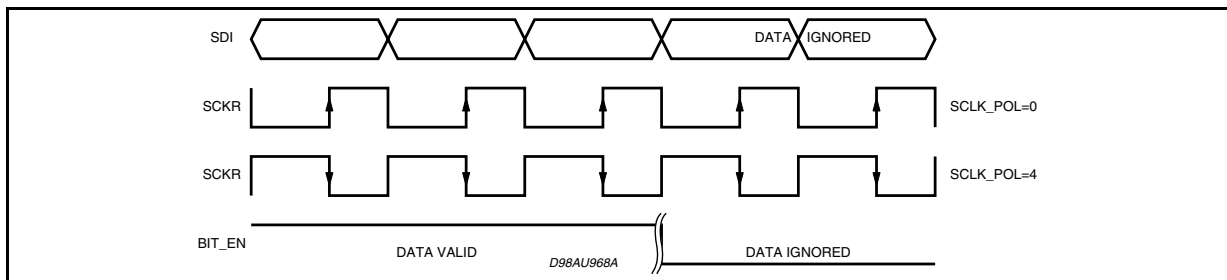 SDI DATA IGNORED
SCKR SCLK_POL=0
SCKR SCLK_POL=4
BIT_EN DATA VALID D98AU968A DATA IGNORED